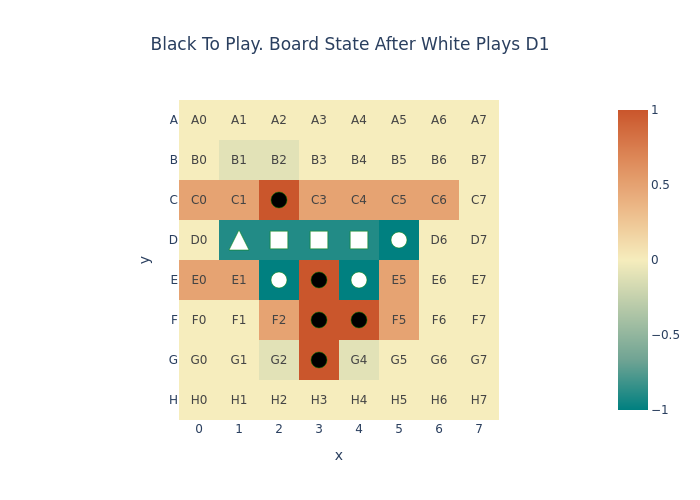 Black To Play. Board State After White Plays D1
A A0 A1 A2 A3 A4 A5 A6 A7
B B0 B1 B2 B3 B4 B5 B6 B7
C C0 C1 C3 C4 C5 C6 C7
D D0 D6 D7
E E0 E1 E5 E6 E7
F F0 F1 F2 F5 F6 F7
G G0 G1 G2 G4 G5 G6 G7
H H0 H1 H2 H3 H4 H5 H6 H7
0 1 2 3 4 5 6 7
x
y
1
0.5
0
−0.5
−1